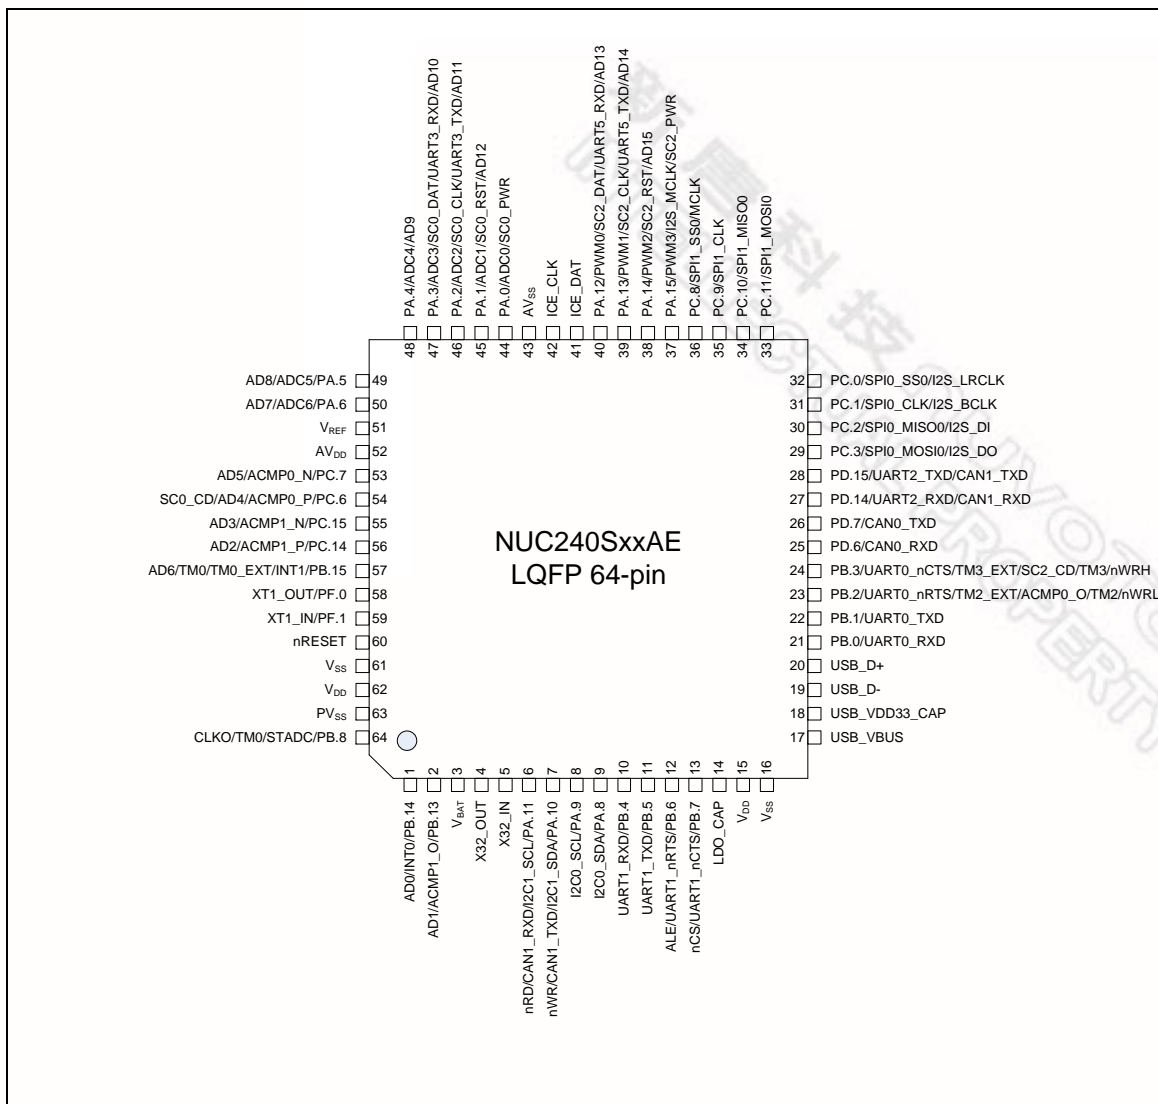 PA.4/ADC4/AD9
PA.3/ADC3/SC0_DAT/UART3_RXD/AD10
PA.2/ADC2/SC0_CLK/UART3_TXD/AD11
PA.1/ADC1/SC0_RST/AD12
PA.0/ADC0/SC0_PWR
AVSS
ICE_CLK
ICE_DAT
PA.12/PWM0/SC2_DAT/UART5_RXD/AD13
PA.13/PWM1/SC2_CLK/UART5_TXD/AD14
PA.14/PWM2/SC2_RST/AD15
PA.15/PWM3/I2S_MCLK/SC2_PWR
PC.8/SPI1_SS0/MCLK
PC.9/SPI1_CLK
PC.10/SPI1_MISO0
PC.11/SPI1_MOSI0
48 47 46 45 44 43 42 41 40 39 38 37 36 35 34 33
AD8/ADC5/PA.5 49
AD7/ADC6/PA.6 50
VREF 51
AVDD 52
AD5/ACMP0_N/PC.7 53
SC0_CD/AD4/ACMP0_P/PC.6 54
AD3/ACMP1_N/PC.15 55
AD2/ACMP1_P/PC.14 56
AD6/TM0/TM0_EXT/INT1/PB.15 57
XT1_OUT/PF.0 58
XT1_IN/PF.1 59
nRESET 60
VSS 61
VDD 62
PVSS 63
CLKO/TM0/STADC/PB.8 64
NUC240SxxAE
LQFP 64-pin
32 PC.0/SPI0_SS0/I2S_LRCLK
31 PC.1/SPI0_CLK/I2S_BCLK
30 PC.2/SPI0_MISO0/I2S_DI
29 PC.3/SPI0_MOSI0/I2S_DO
28 PD.15/UART2_TXD/CAN1_TXD
27 PD.14/UART2_RXD/CAN1_RXD
26 PD.7/CAN0_TXD
25 PD.6/CAN0_RXD
24 PB.3/UART0_nCTS/TM3_EXT/SC2_CD/TM3/nWRH
23 PB.2/UART0_nRTS/TM2_EXT/ACMP0_O/TM2/nWRL
22 PB.1/UART0_TXD
21 PB.0/UART0_RXD
20 USB_D+
19 USB_D-
18 USB_VDD33_CAP
17 USB_VBUS
1 2 3 4 5 6 7 8 9 10 11 12 13 14 15 16
AD0/INT0/PB.14
AD1/ACMP1_O/PB.13
VBAT
X32_OUT
X32_IN
nRD/CAN1_RXD/I2C1_SCL/PA.11
nWR/CAN1_TXD/I2C1_SDA/PA.10
I2C0_SCL/PA.9
I2C0_SDA/PA.8
UART1_RXD/PB.4
UART1_TXD/PB.5
ALE/UART1_nRTS/PB.6
nCS/UART1_nCTS/PB.7
LDO_CAP
VDD
VSS
新唐科技 NUVOTON
INTELLECTUAL PROPERTY